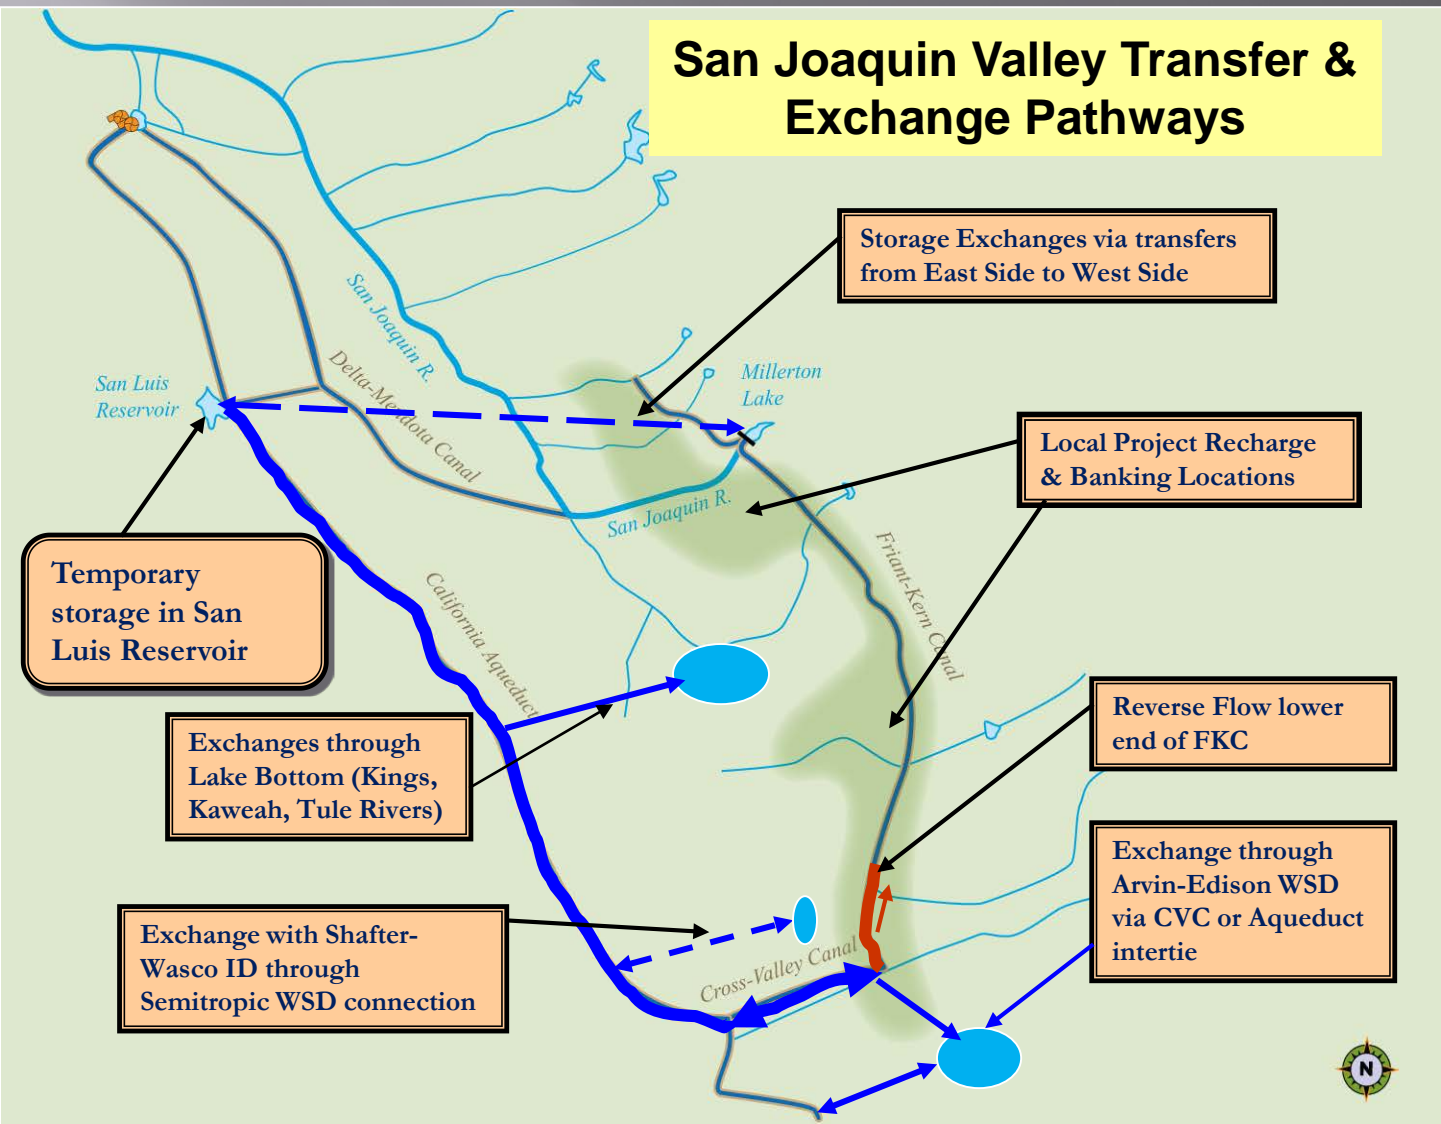 San Joaquin Valley Transfer &
Exchange Pathways
Storage Exchanges via transfers
from East Side to West Side
San Joaquin R.
Delta-Mendota Canal
San Luis
Reservoir
Millerton
Lake
Local Project Recharge
& Banking Locations
San Joaquin R.
Friant-Kern Canal
Temporary
storage in San
Luis Reservoir
California Aqueduct
Exchanges through
Lake Bottom (Kings,
Kaweah, Tule Rivers)
Reverse Flow lower
end of FKC
Exchange through
Arvin-Edison WSD
via CVC or Aqueduct
intertie
Exchange with Shafter-
Wasco ID through
Semitropic WSD connection
Cross-Valley Canal
N